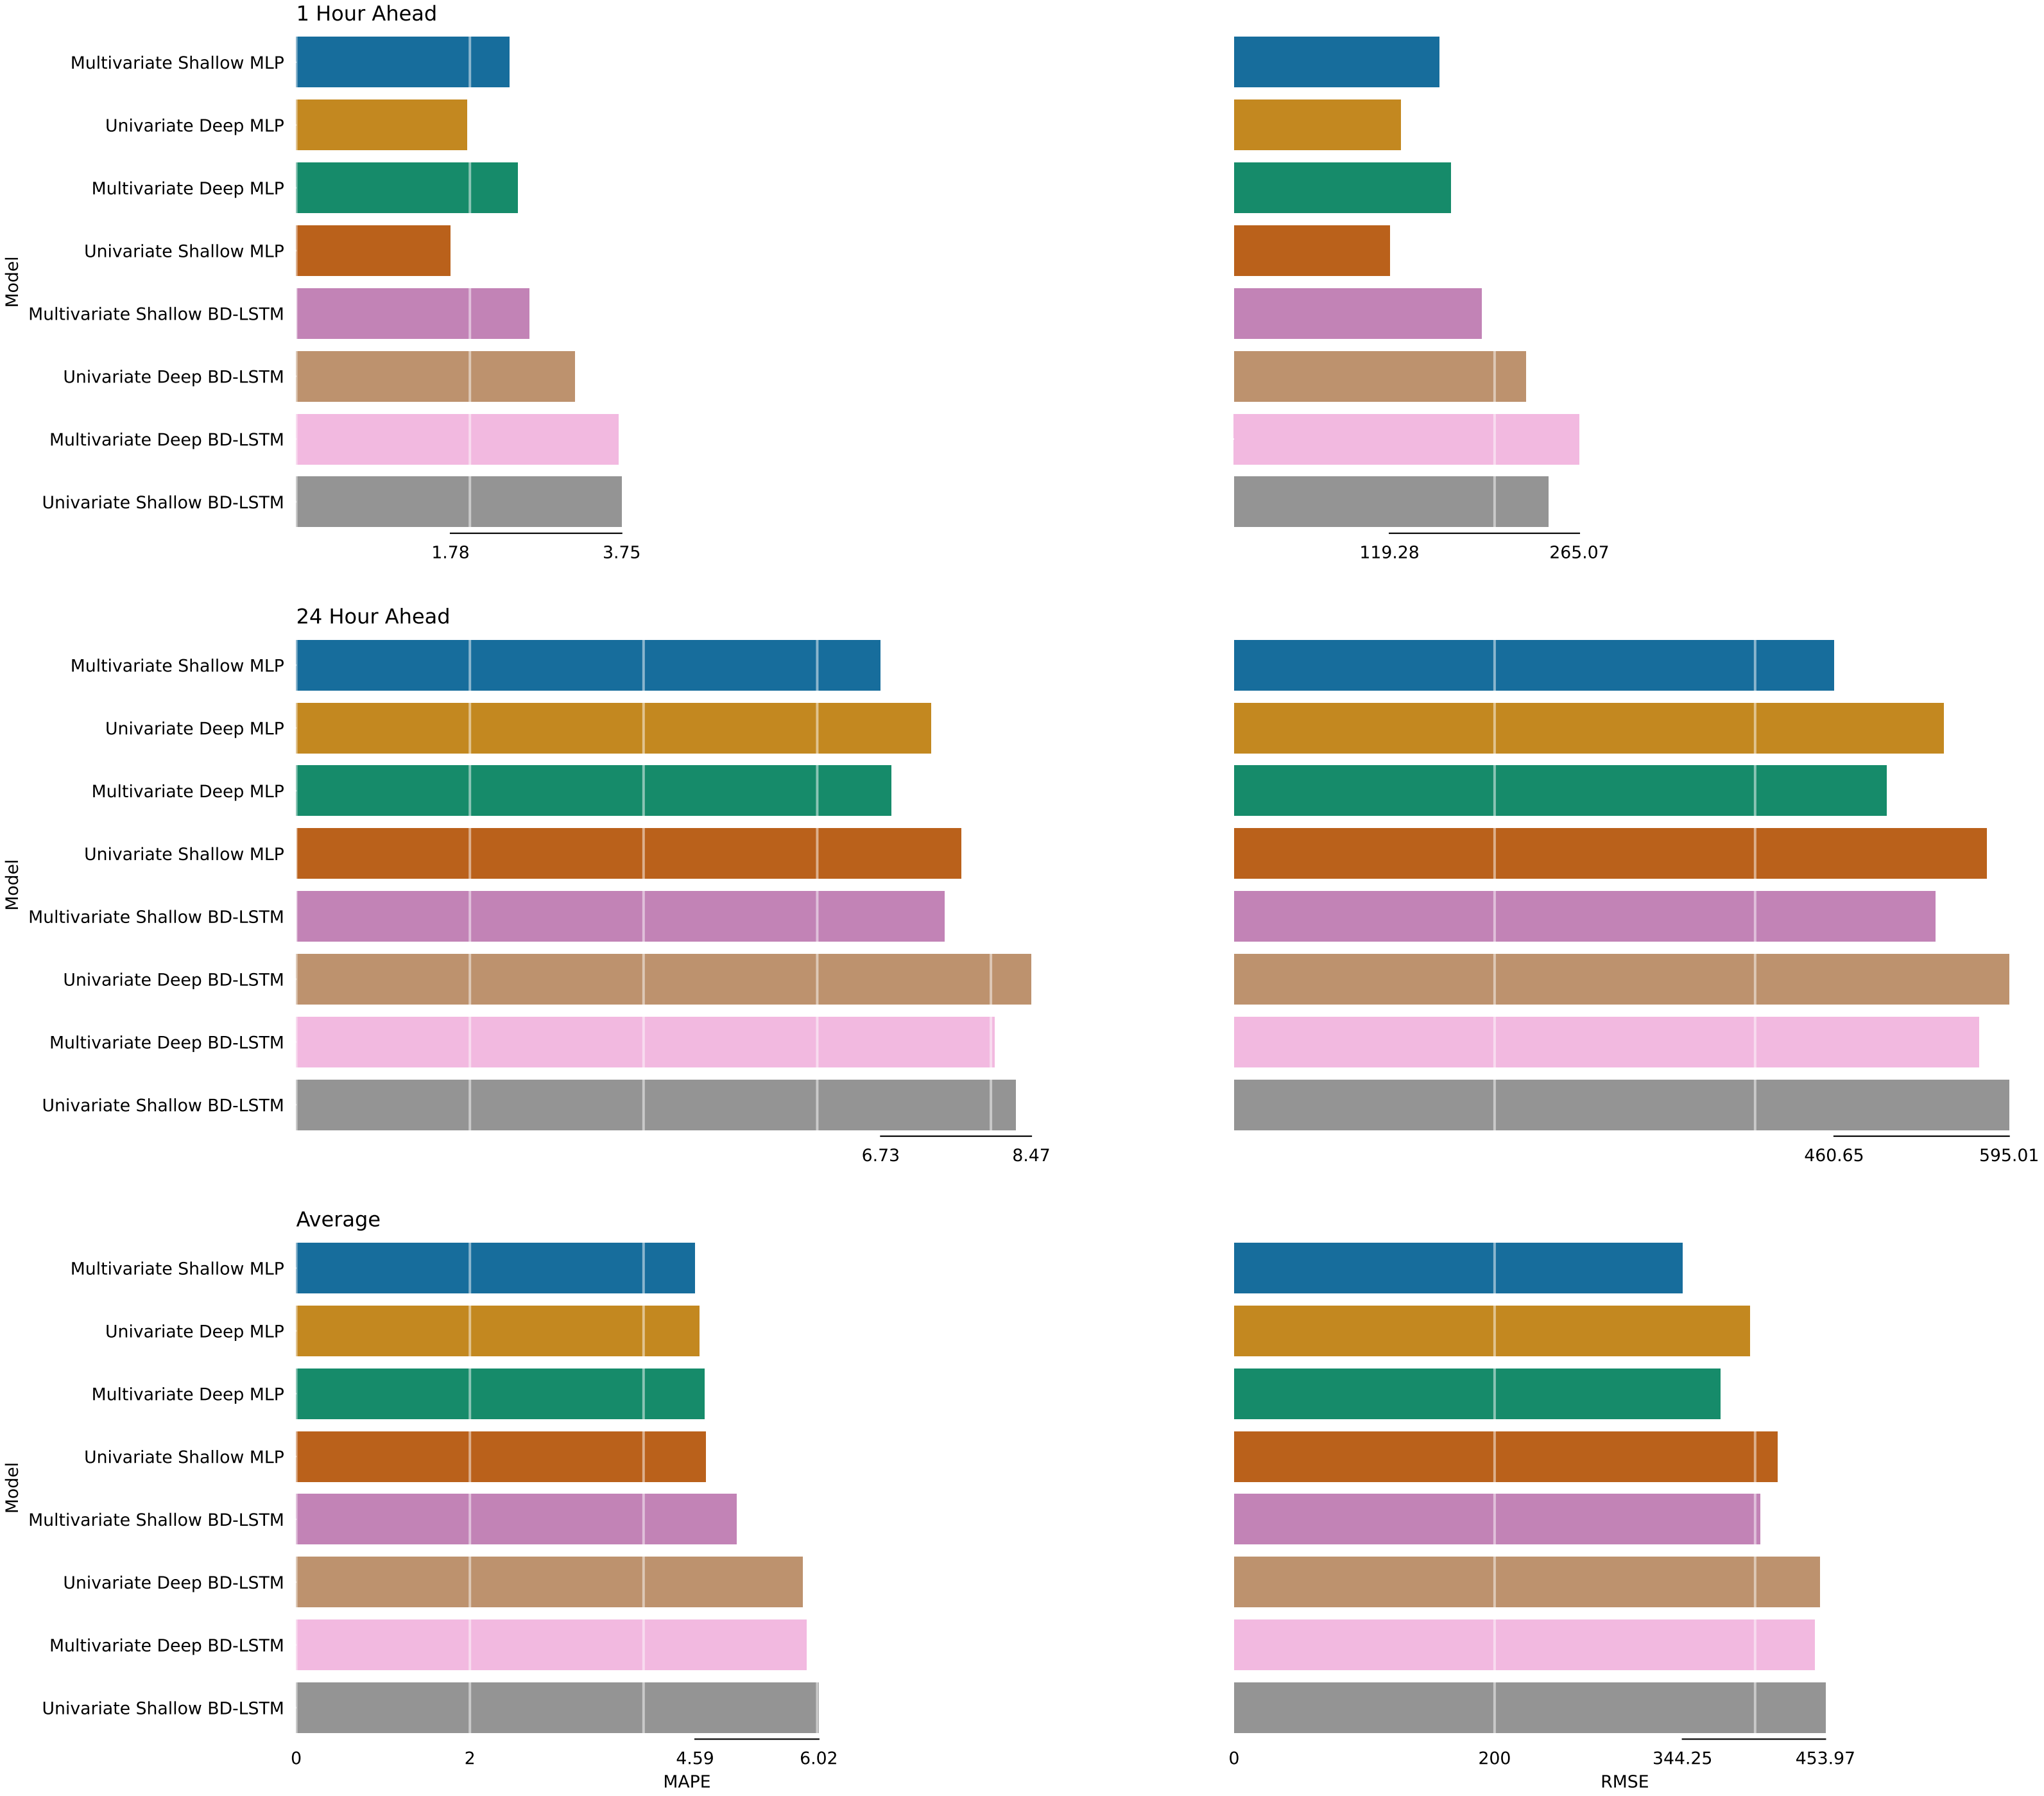 1 Hour Ahead
Model
Multivariate Shallow MLP
Univariate Deep MLP
Multivariate Deep MLP
Univariate Shallow MLP
Multivariate Shallow BD-LSTM
Univariate Deep BD-LSTM
Multivariate Deep BD-LSTM
Univariate Shallow BD-LSTM
1.78 3.75
119.28 265.07
24 Hour Ahead
Model
Multivariate Shallow MLP
Univariate Deep MLP
Multivariate Deep MLP
Univariate Shallow MLP
Multivariate Shallow BD-LSTM
Univariate Deep BD-LSTM
Multivariate Deep BD-LSTM
Univariate Shallow BD-LSTM
6.73 8.47
460.65 595.01
Average
Model
Multivariate Shallow MLP
Univariate Deep MLP
Multivariate Deep MLP
Univariate Shallow MLP
Multivariate Shallow BD-LSTM
Univariate Deep BD-LSTM
Multivariate Deep BD-LSTM
Univariate Shallow BD-LSTM
0 2 4.59 6.02
MAPE
0 200 344.25 453.97
RMSE